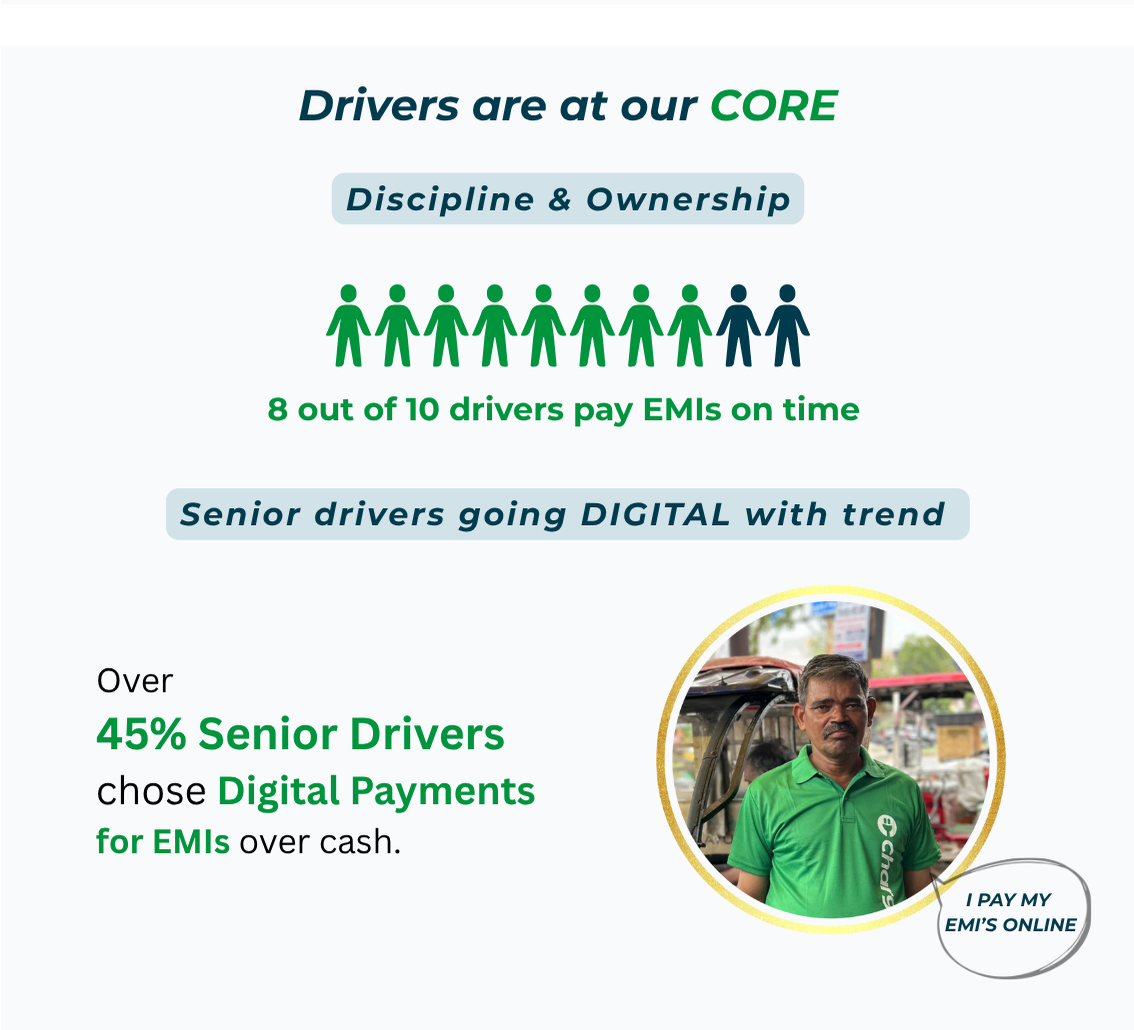 Drivers are at our CORE
Discipline & Ownership
8 out of 10 drivers pay EMIs on time
Senior drivers going DIGITAL with trend
Over
45% Senior Drivers
chose Digital Payments
for EMIs over cash.
I PAY MY
EMI'S ONLINE